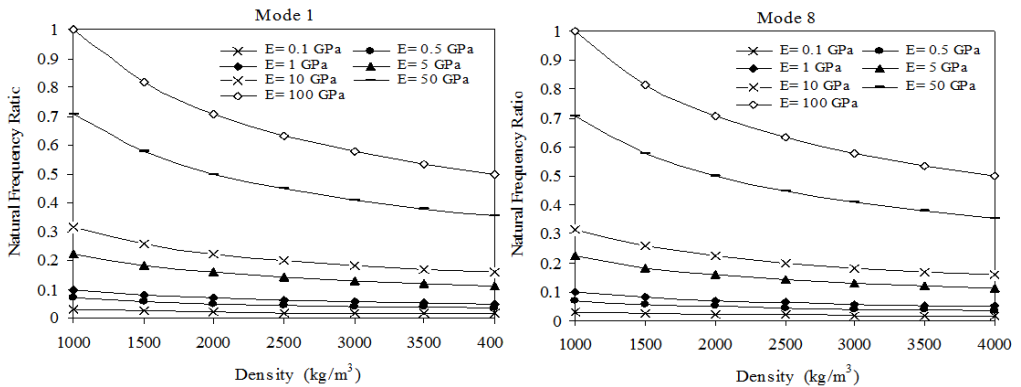 Mode 1
Natural Frequency Ratio
1
0.9
0.8
0.7
0.6
0.5
0.4
0.3
0.2
0.1
0
E= 0.1 GPa
E= 0.5 GPa
E= 1 GPa
E= 5 GPa
E= 10 GPa
E= 50 GPa
E= 100 GPa
1000 1500 2000 2500 3000 3500 400
Density (kg/m³)
Mode 8
Natural Frequency Ratio
1
0.9
0.8
0.7
0.6
0.5
0.4
0.3
0.2
0.1
0
E= 0.1 GPa
E= 0.5 GPa
E= 1 GPa
E= 5 GPa
E= 10 GPa
E= 50 GPa
E= 100 GPa
1000 1500 2000 2500 3000 3500 4000
Density (kg/m³)